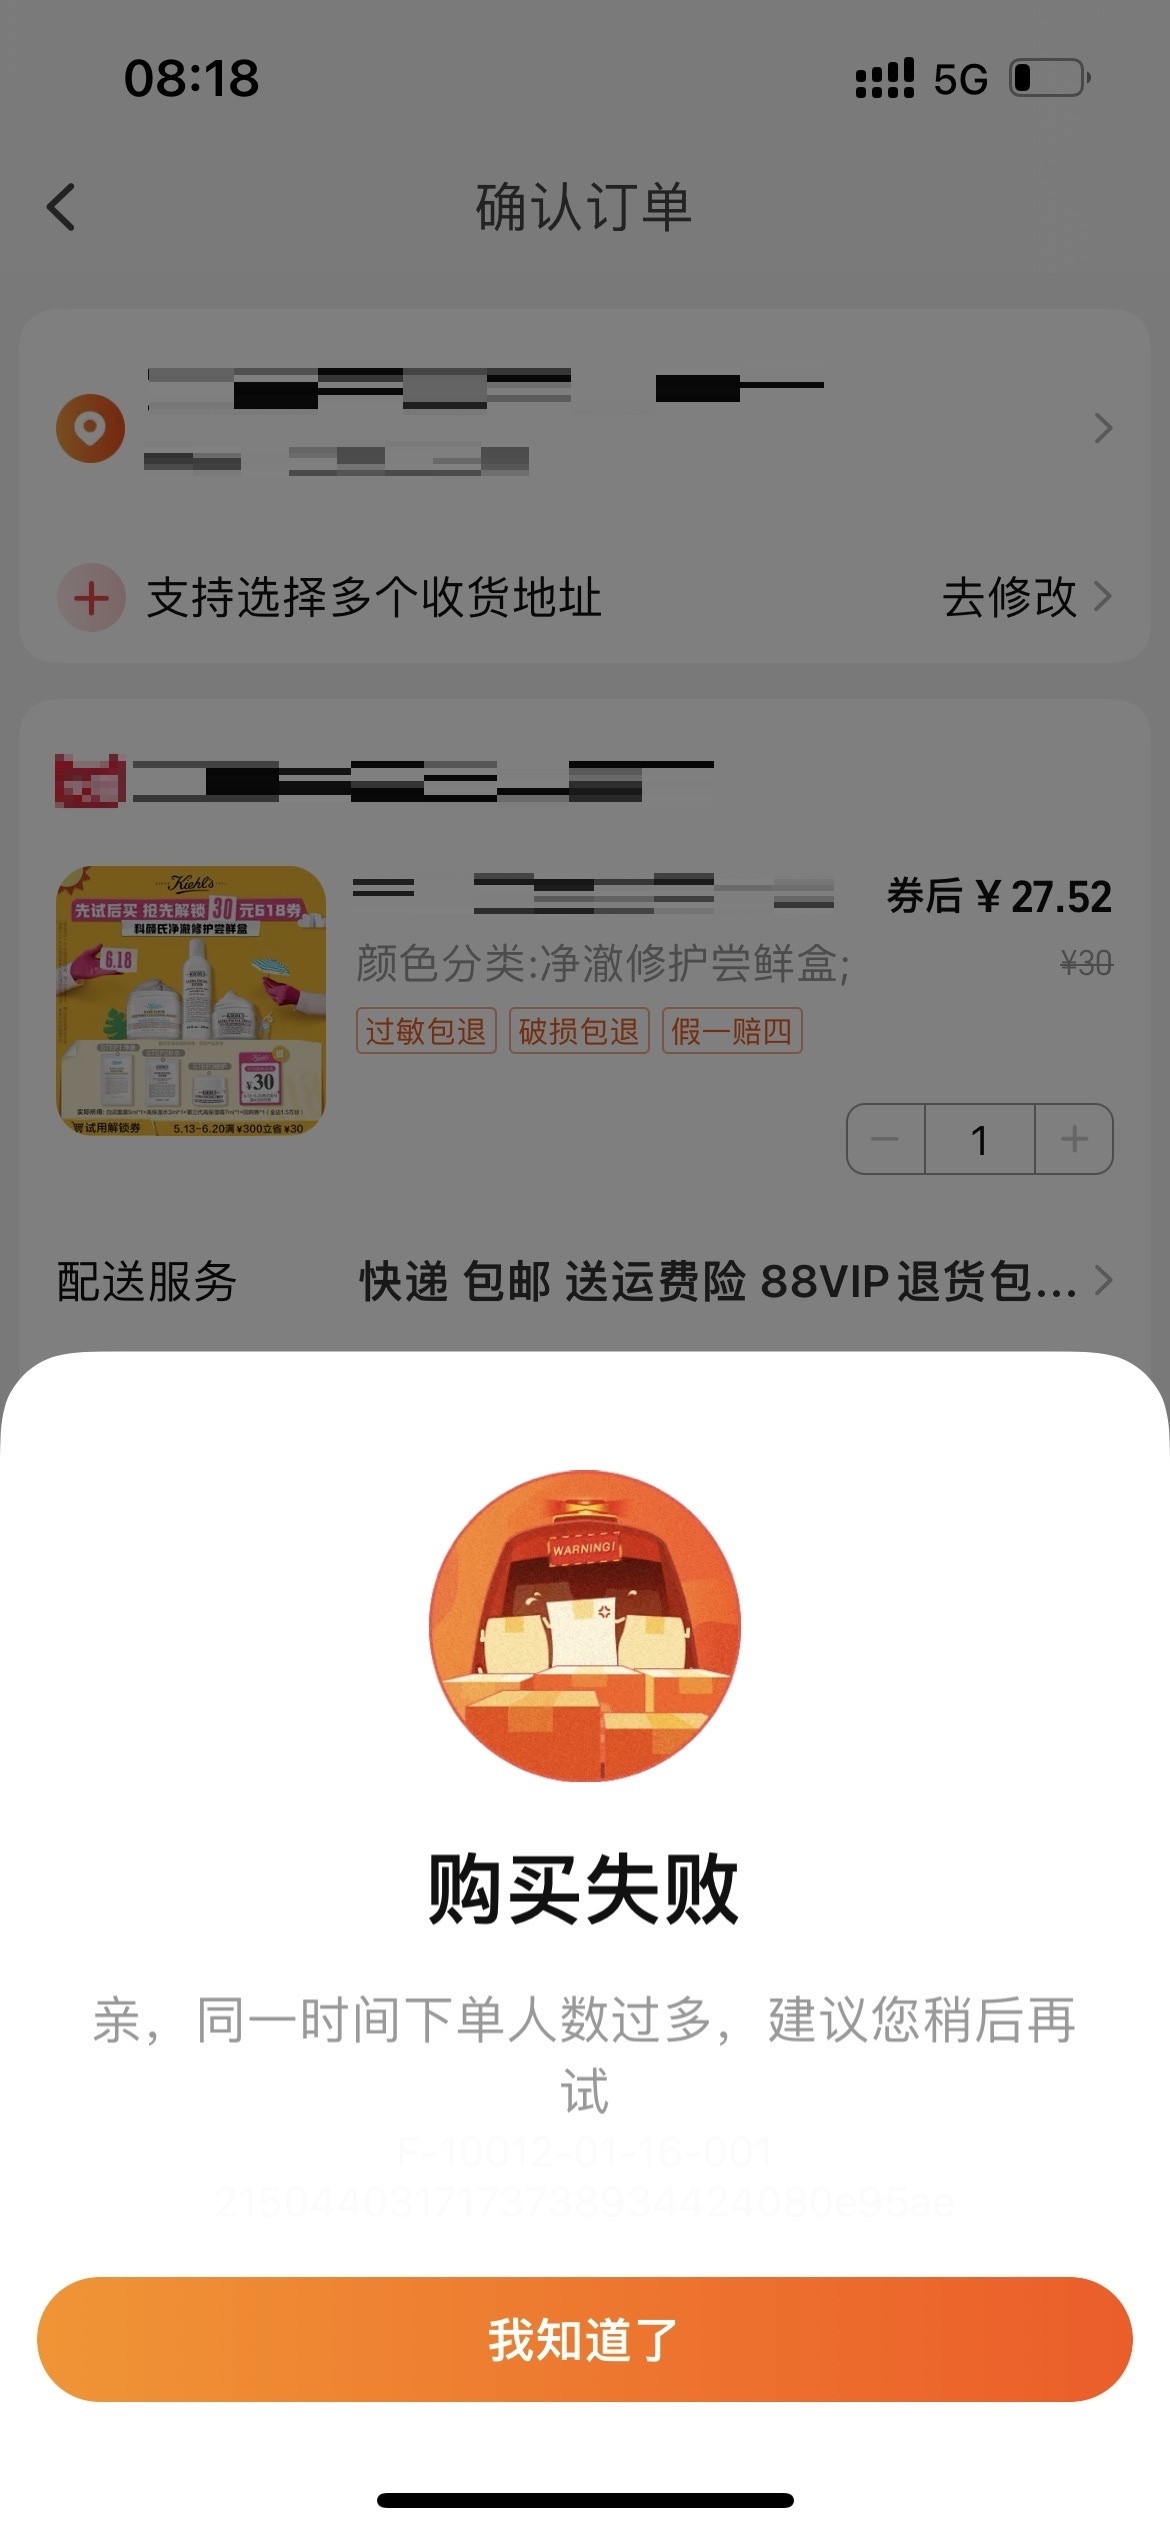 08:18
5G
确认订单
支持选择多个收货地址
去修改
Kiehl's
先试后买 抢先解锁30元618券
科颜氏净澈修护尝鲜盒
6.18
¥30
试用解锁券
5.13-6.20满¥300立省¥30
券后 ¥ 27.52
颜色分类:净澈修护尝鲜盒;
¥30
过敏包退
破损包退
假一赔四
1
配送服务
快递 包邮 送运费险 88VIP退货包...
WARNING!
购买失败
亲，同一时间下单人数过多，建议您稍后再
试
F-10012-01-16-001
2150440317173738934424080e95ae
我知道了